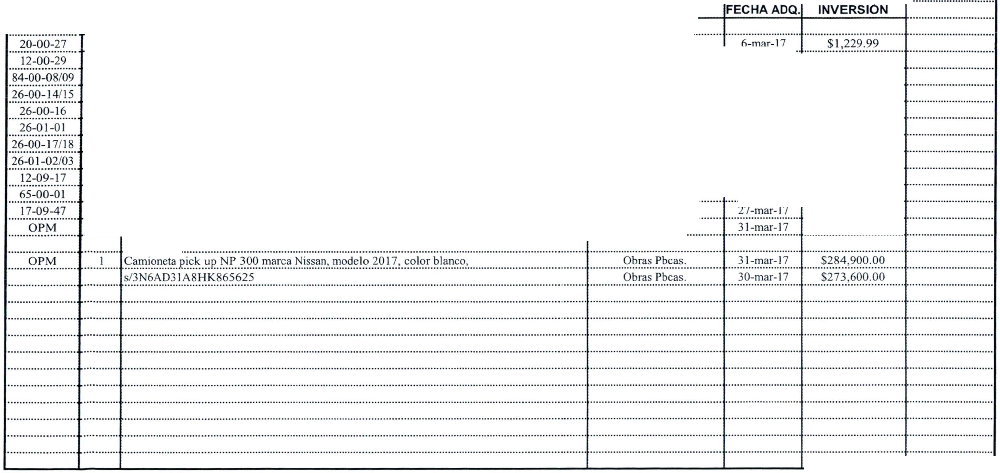 FECHA ADQ. INVERSIÓN
20-00-27 6-mar-17 $1,229.99
12-00-29
84-00-08/09
26-00-14/15
26-00-16
26-01-01
26-00-17/18
26-01-02/03
12-09-17
65-00-01
17-09-47 27-mar-17
OPM 31-mar-17
OPM 1 Camioneta pick up NP 300 marca Nissan, modelo 2017, color blanco, Obras Pbcas. 31-mar-17 $284,900.00
s/3N6AD31A8HK865625 Obras Pbcas. 30-mar-17 $273,600.00